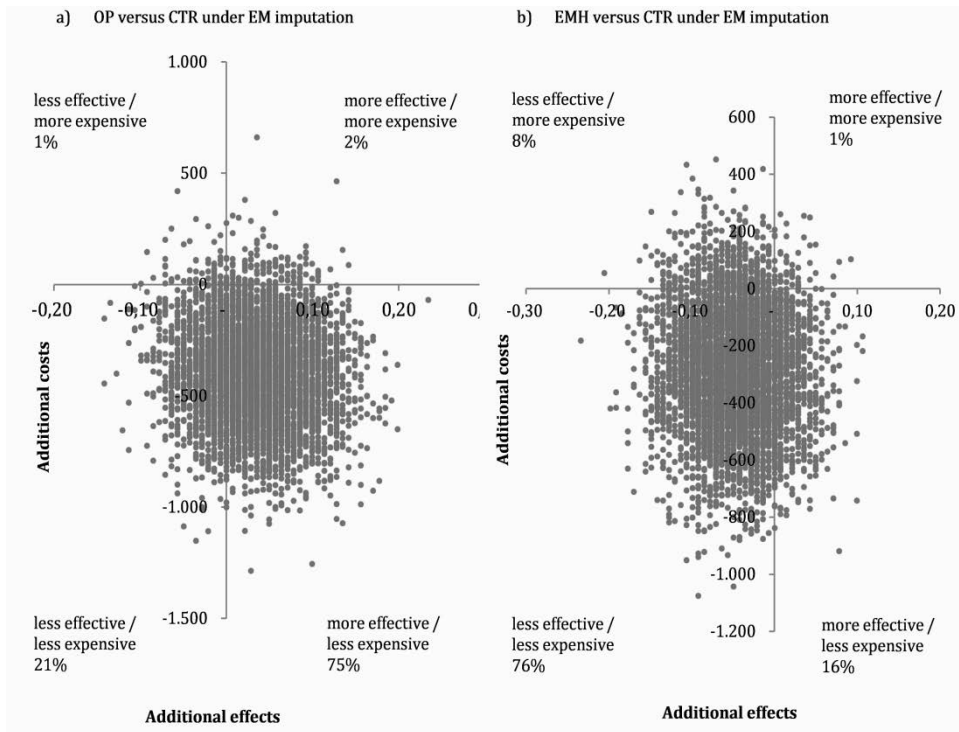 a) OP versus CTR under EM imputation
1.000
less effective /
more expensive
1%
more effective /
more expensive
2%
500
0
-0,20
-0,10
-
0,10
0,20
0,
-500
-1.000
-1.500
Additional costs
less effective /
less expensive
21%
more effective /
less expensive
75%
Additional effects
b) EMH versus CTR under EM imputation
less effective /
more expensive
8%
more effective /
more expensive
1%
600
400
200
0
-0,30
-0,20
-0,10
-
0,10
0,20
-200
-400
-600
-800
-1.000
-1.200
Additional costs
less effective /
less expensive
76%
more effective /
less expensive
16%
Additional effects